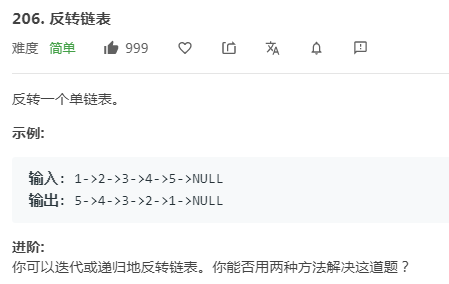 206. 反转链表
难度 简单 999
反转一个单链表。
示例:
输入: 1->2->3->4->5->NULL
输出: 5->4->3->2->1->NULL
进阶:
你可以迭代或递归地反转链表。你能否用两种方法解决这道题？